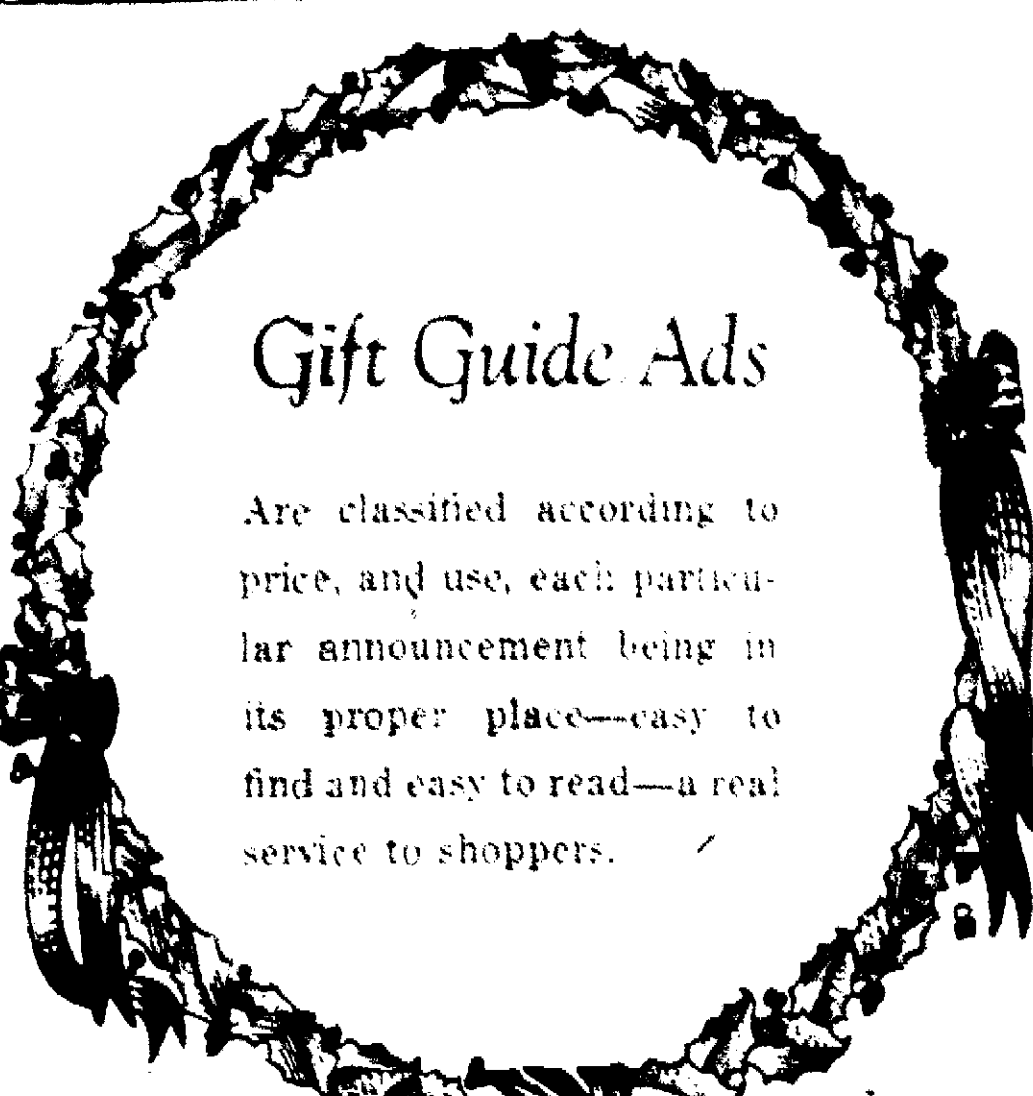 Gift Guide Ads
Are classified according to
price, and use, each particu-
lar announcement being in
its proper place—easy to
find and easy to read—a real
service to shoppers.